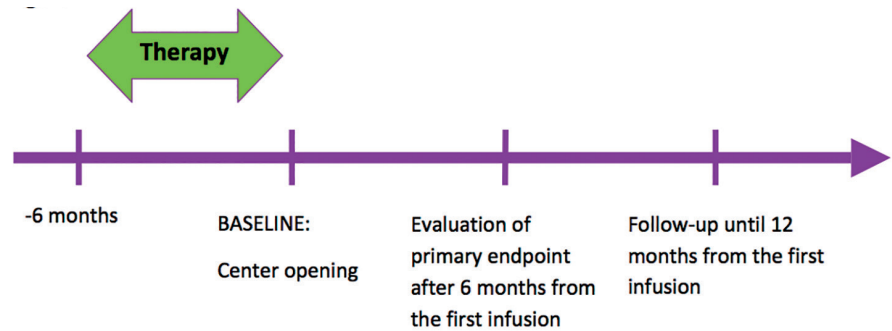 Therapy
-6 months
BASELINE:
Center opening
Evaluation of
primary endpoint
after 6 months from
the first infusion
Follow-up until 12
months from the first
infusion